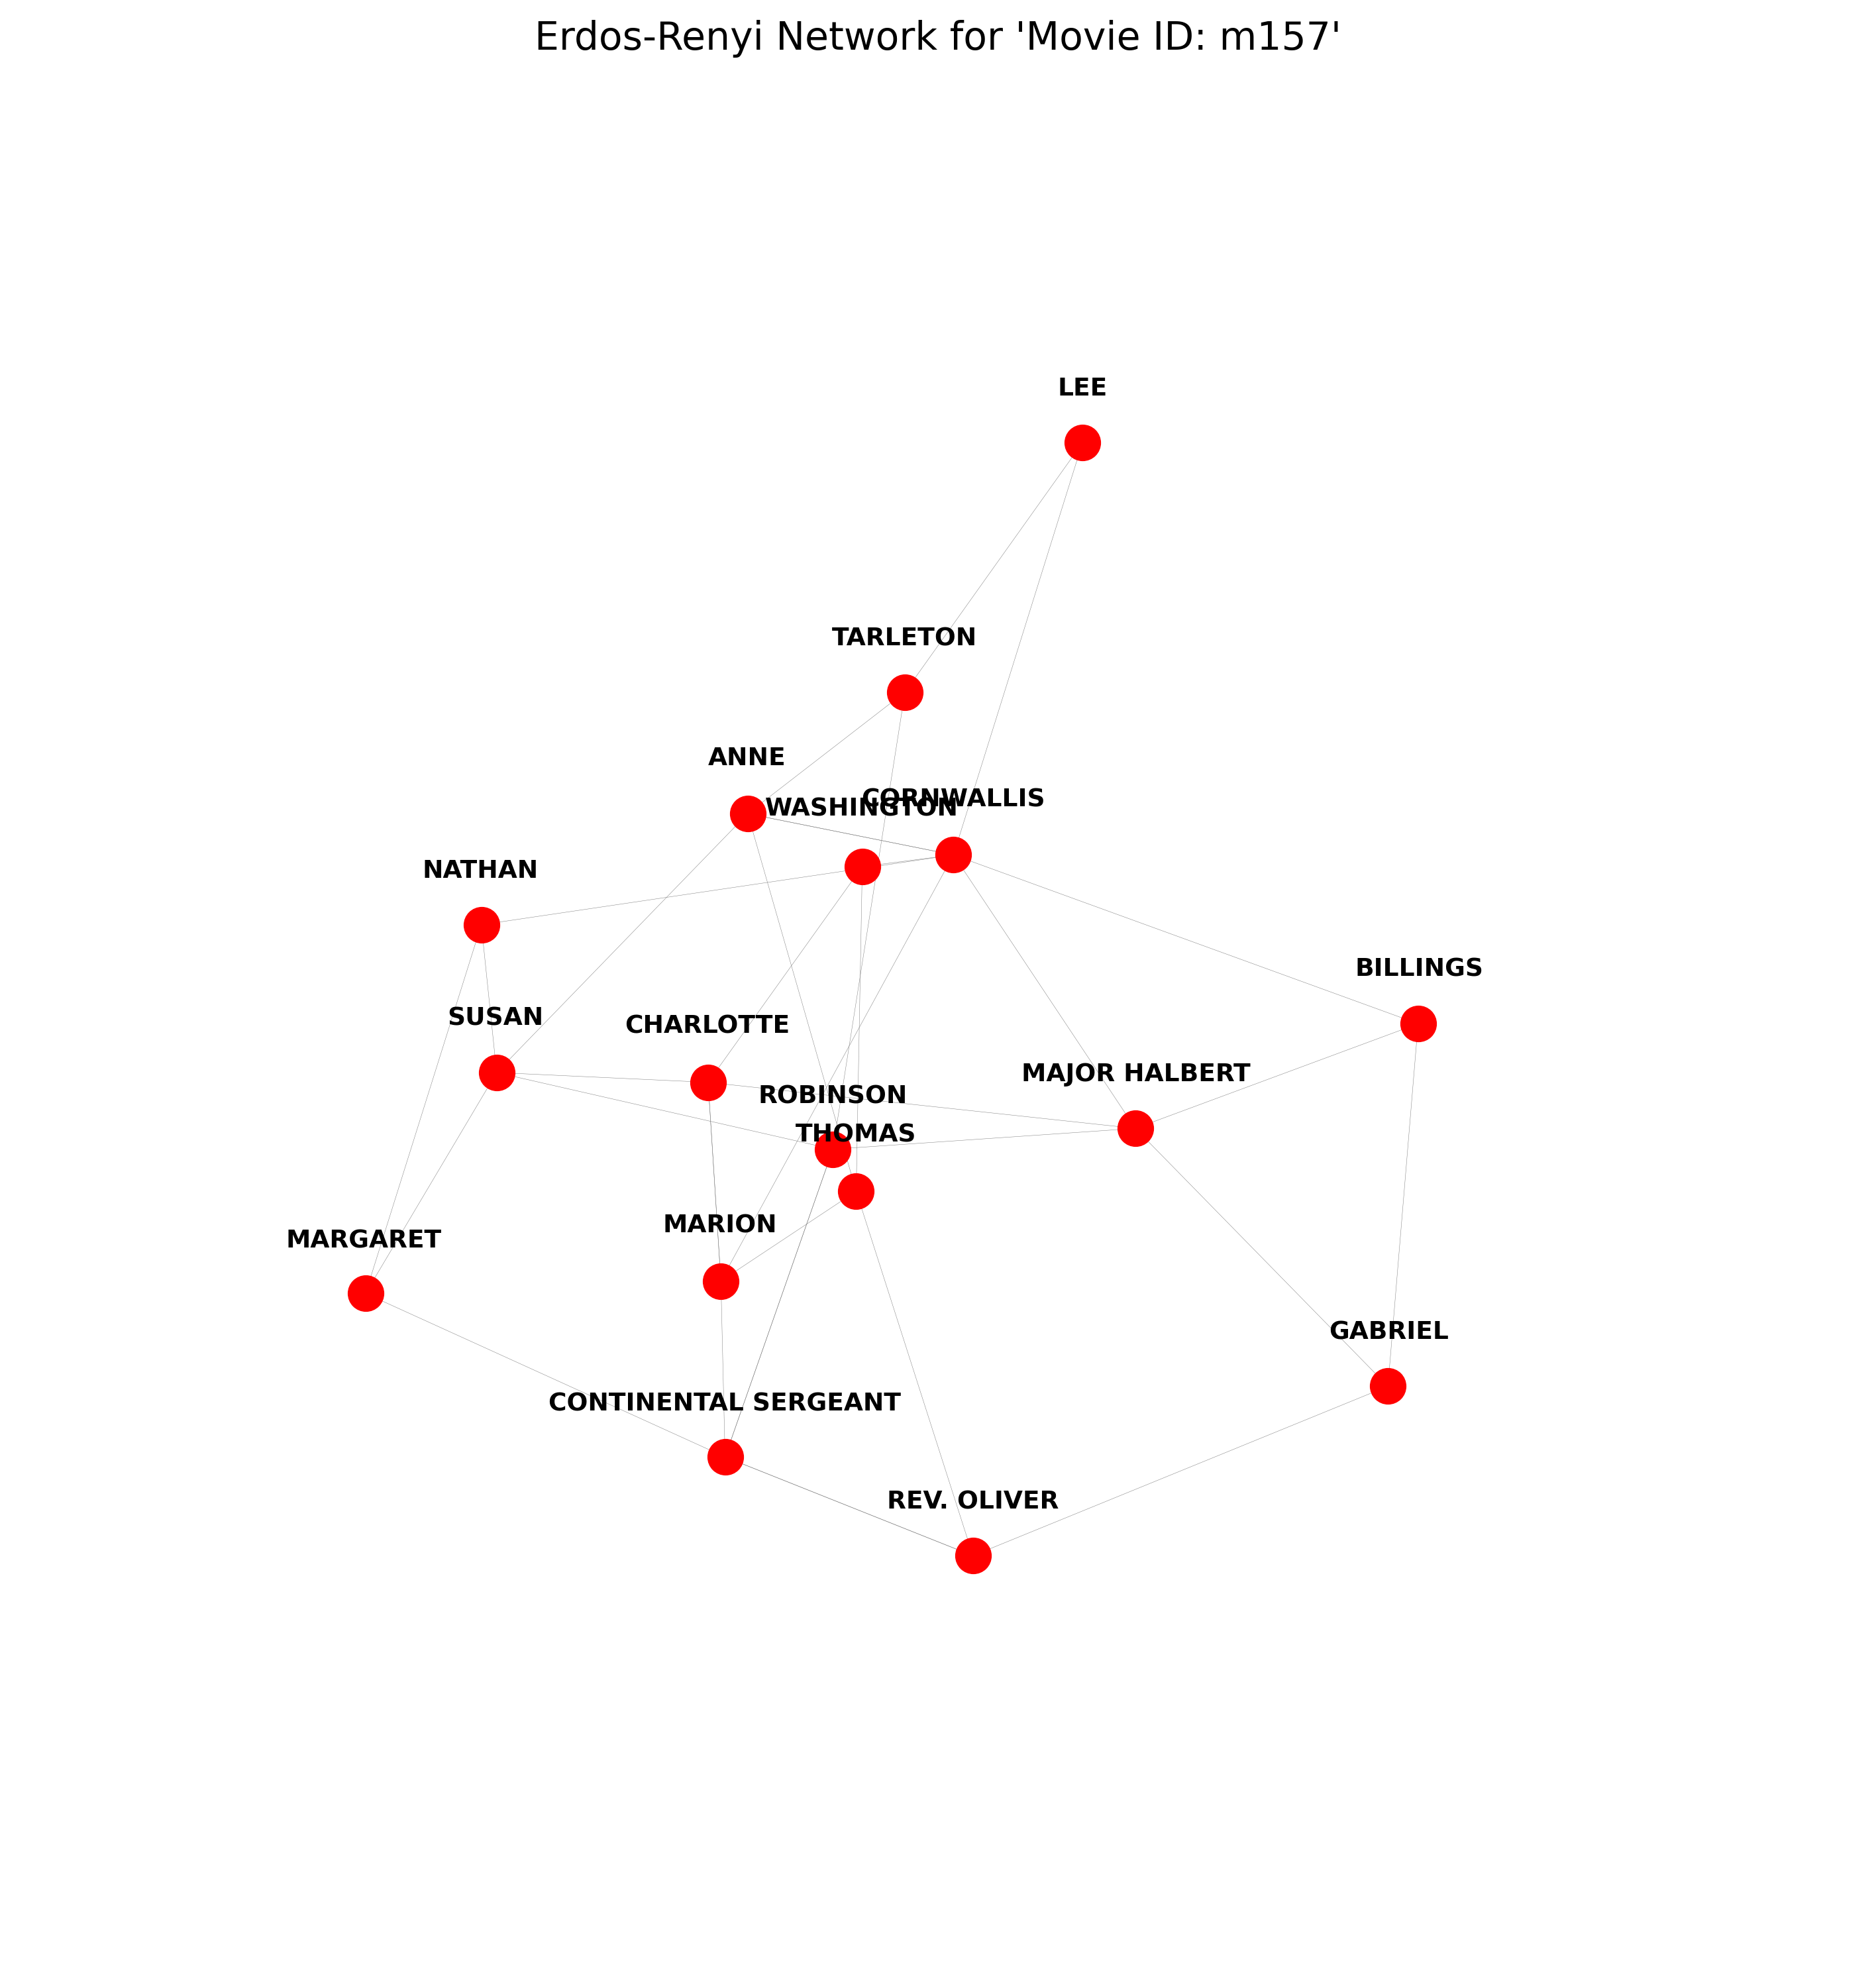 Erdos-Renyi Network for 'Movie ID: m157'
LEE
TARLETON
ANNE
CORNWALLIS
WASHINGTON
NATHAN
BILLINGS
SUSAN
CHARLOTTE
MAJOR HALBERT
ROBINSON
THOMAS
MARION
MARGARET
GABRIEL
CONTINENTAL SERGEANT
REV. OLIVER